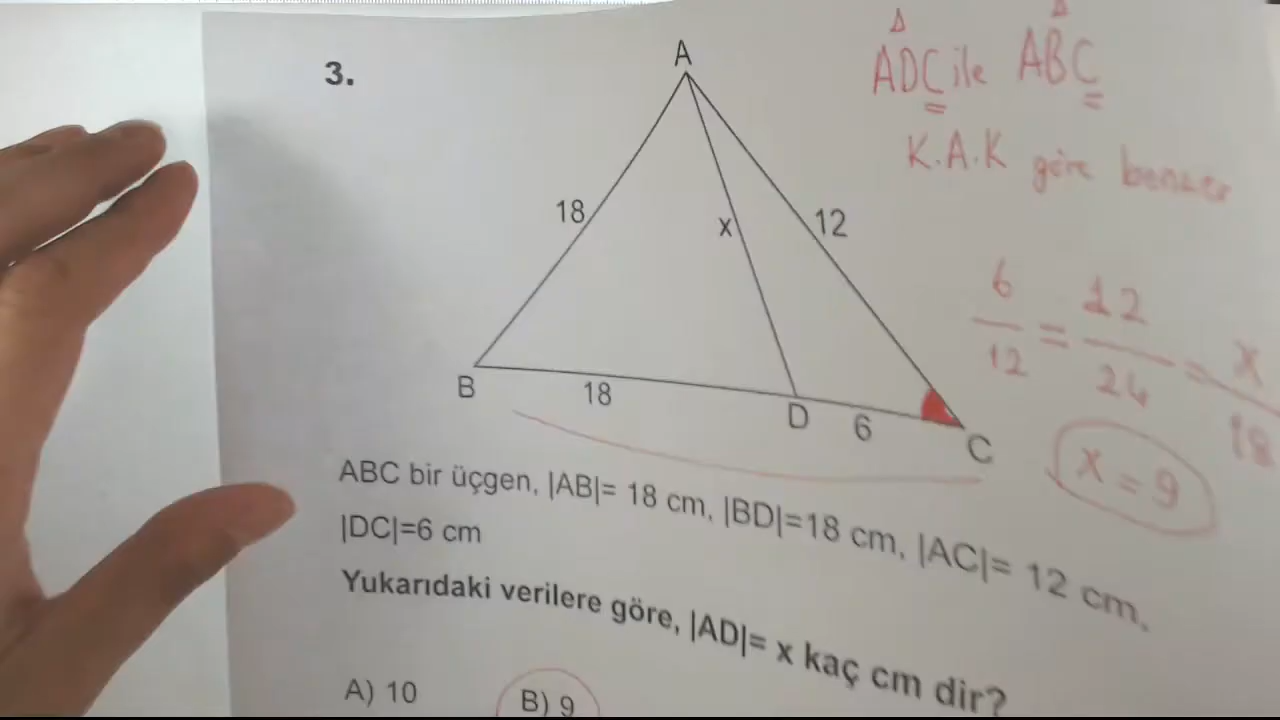 3.
A
18
x
12
B
18
D
6
C
ADC ile ABC
K.A.K göre benzer
6/12 = 12/24 = x/18
x = 9
ABC bir üçgen, |AB|= 18 cm, |BD|=18 cm, |AC|= 12 cm,
|DC|=6 cm
Yukarıdaki verilere göre, |AD|= x kaç cm dir?
A) 10
B) 9